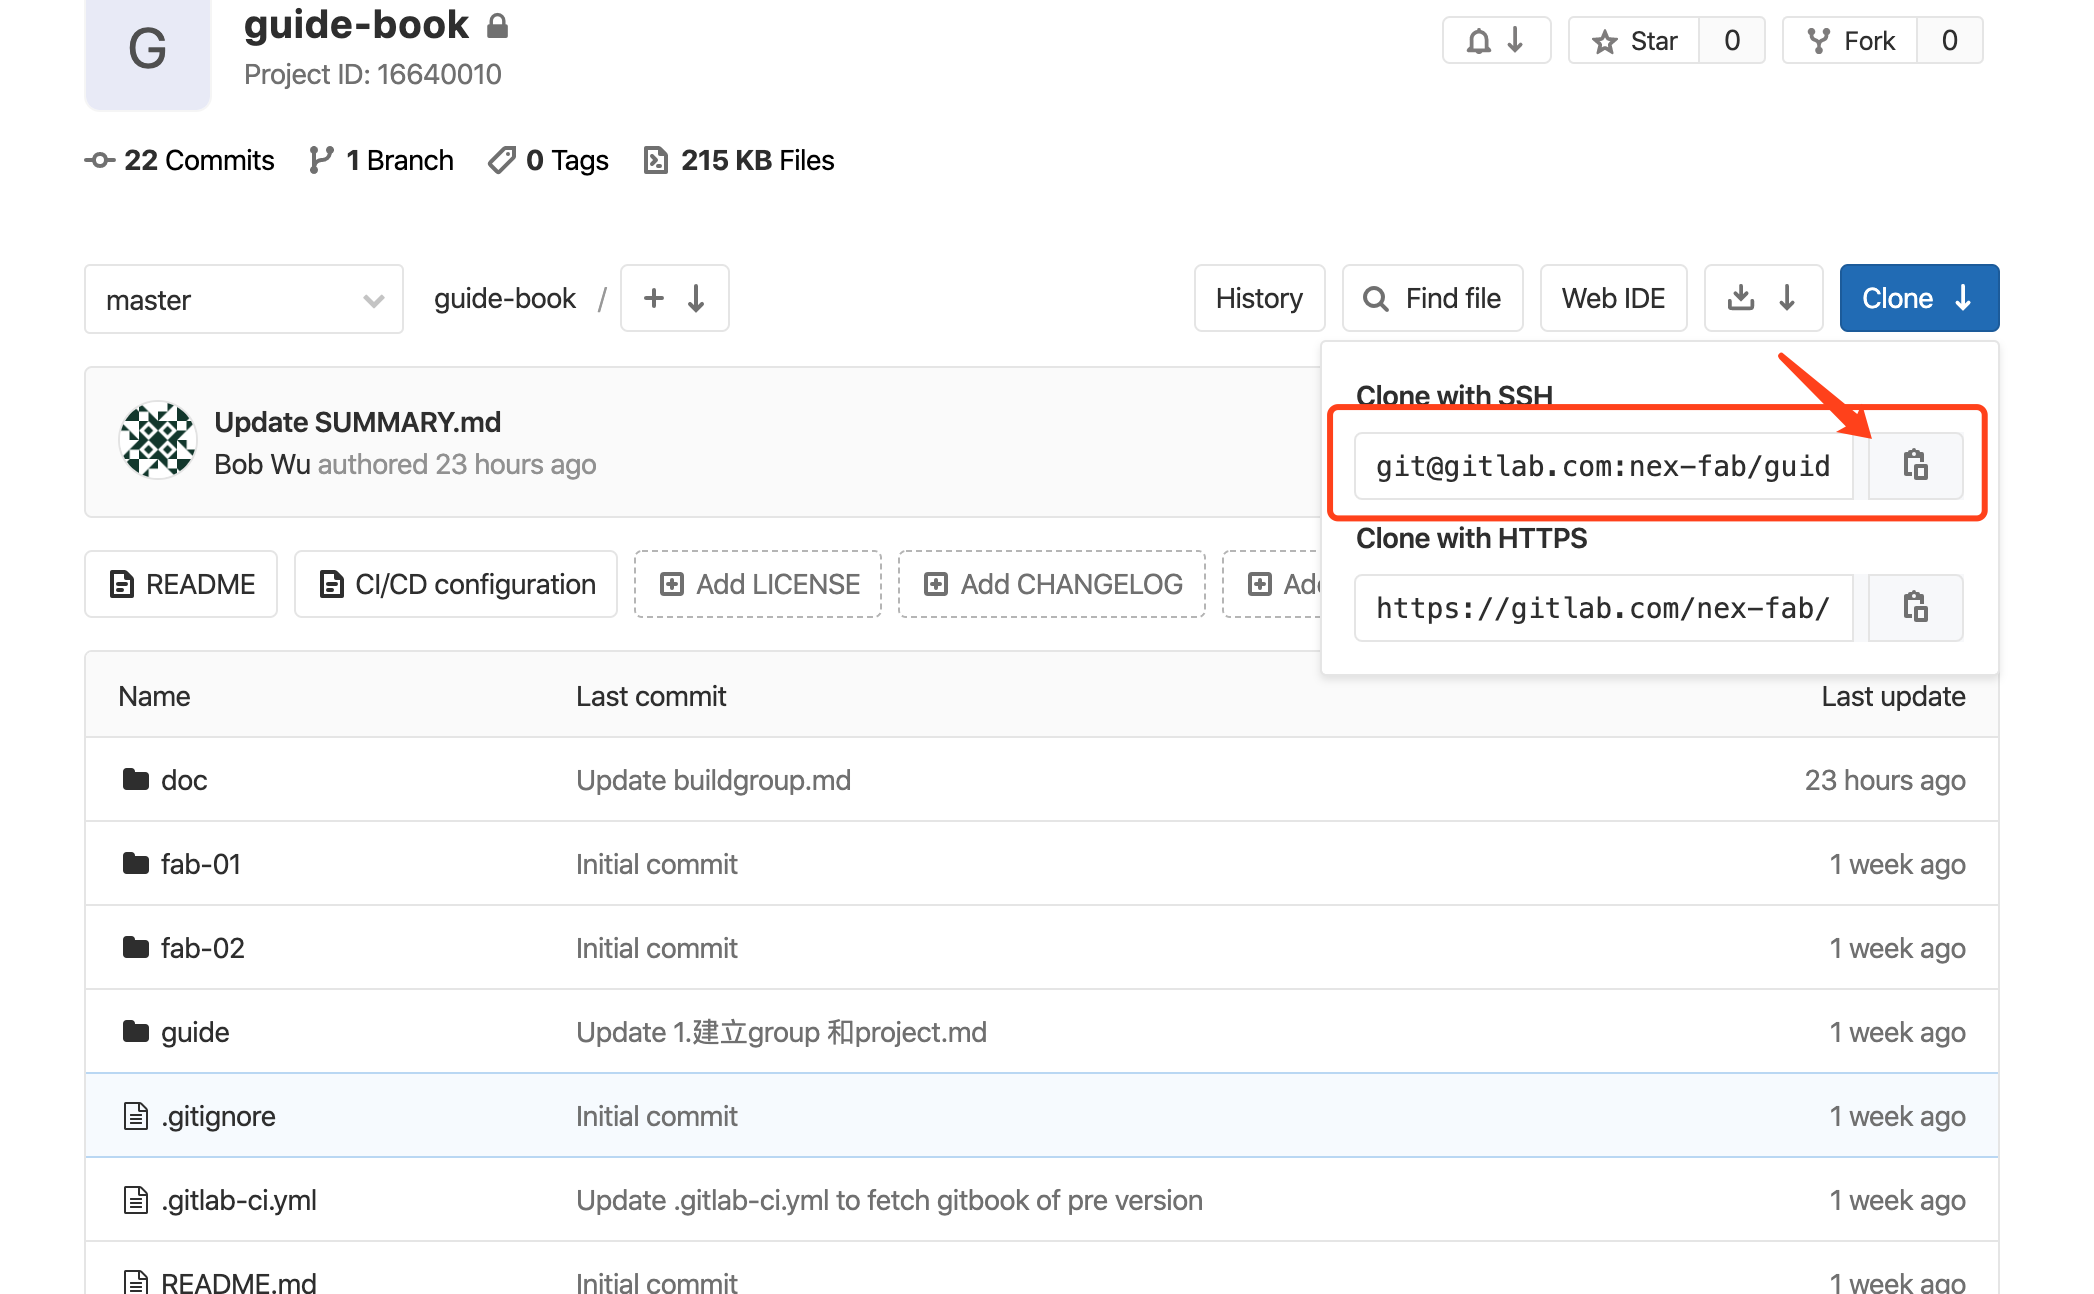 G
guide-book
Project ID: 16640010
Star 0
Fork 0
22 Commits
1 Branch
0 Tags
215 KB Files
master
guide-book /
History
Find file
Web IDE
Clone
Update SUMMARY.md
Bob Wu authored 23 hours ago
Clone with SSH
git@gitlab.com:nex-fab/guid
Clone with HTTPS
https://gitlab.com/nex-fab/
README
CI/CD configuration
Add LICENSE
Add CHANGELOG
Add
Name Last commit Last update
doc Update buildgroup.md 23 hours ago
fab-01 Initial commit 1 week ago
fab-02 Initial commit 1 week ago
guide Update 1.建立group 和project.md 1 week ago
.gitignore Initial commit 1 week ago
.gitlab-ci.yml Update .gitlab-ci.yml to fetch gitbook of pre version 1 week ago
README.md Initial commit 1 week ago